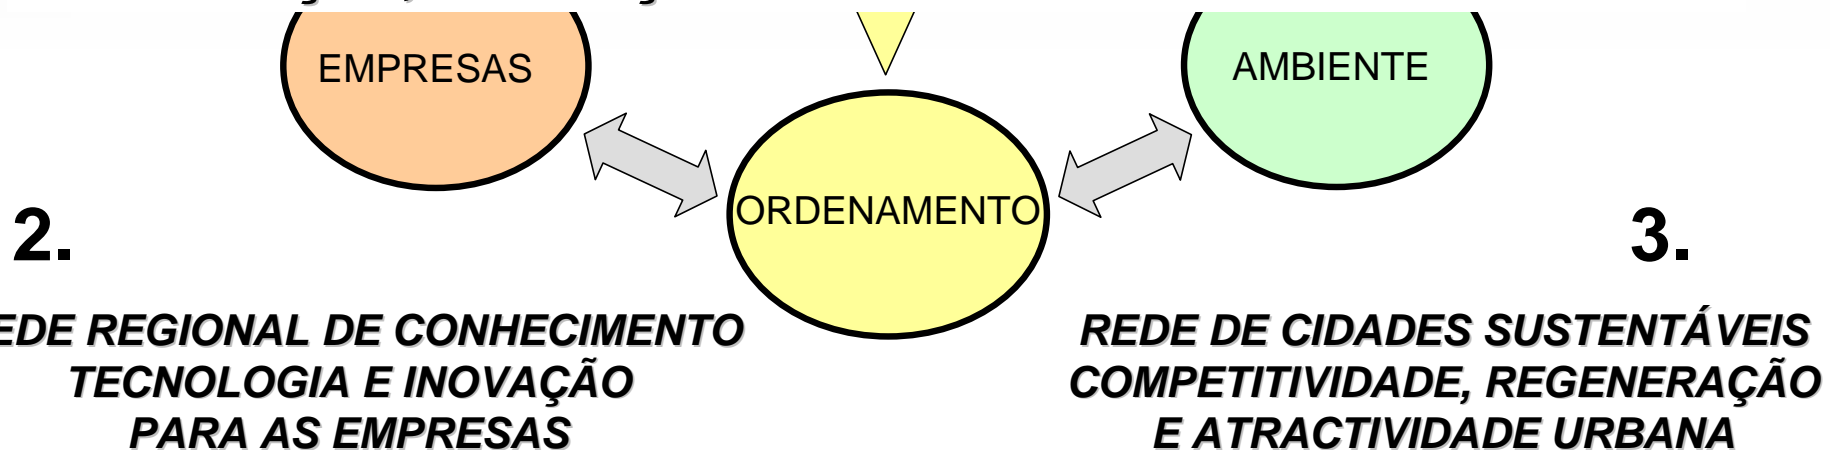 EMPRESAS
AMBIENTE
ORDENAMENTO
2.
3.
EDE REGIONAL DE CONHECIMENTO
TECNOLOGIA E INOVAÇÃO
PARA AS EMPRESAS
REDE DE CIDADES SUSTENTÁVEIS
COMPETITIVIDADE, REGENERAÇÃO
E ATRACTIVIDADE URBANA